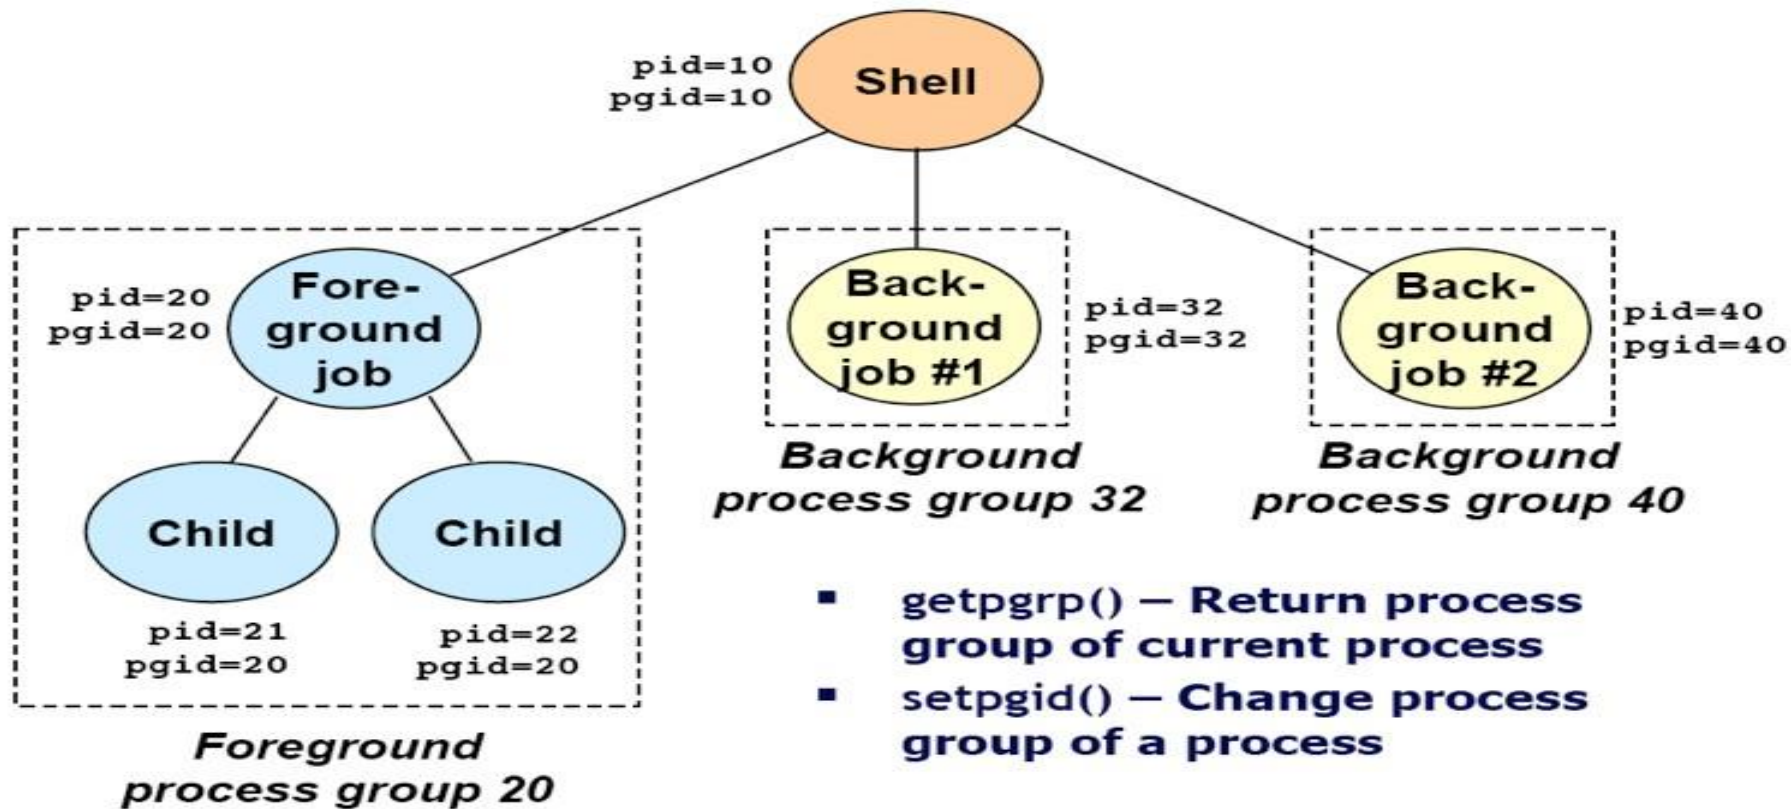 pid=10
pgid=10
Shell
pid=20
pgid=20
Fore-
ground
job
Back-
ground
job #1
pid=32
pgid=32
Back-
ground
job #2
pid=40
pgid=40
Child
Child
pid=21
pgid=20
pid=22
pgid=20
Foreground
process group 20
Background
process group 32
Background
process group 40
▪ getpgrp() – Return process
group of current process
▪ setpgid() – Change process
group of a process